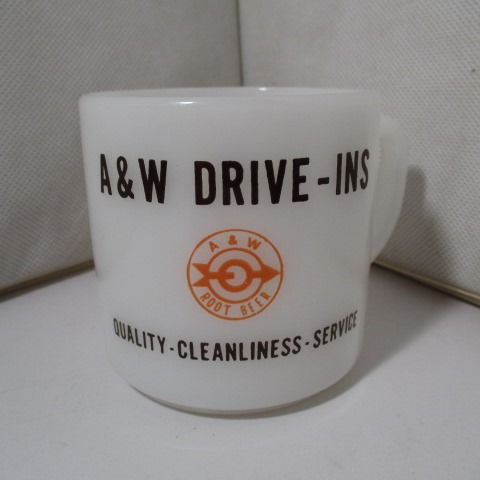 A & W DRIVE-INS
A & W
ROOT BEER
QUALITY-CLEANLINESS-SERVICE